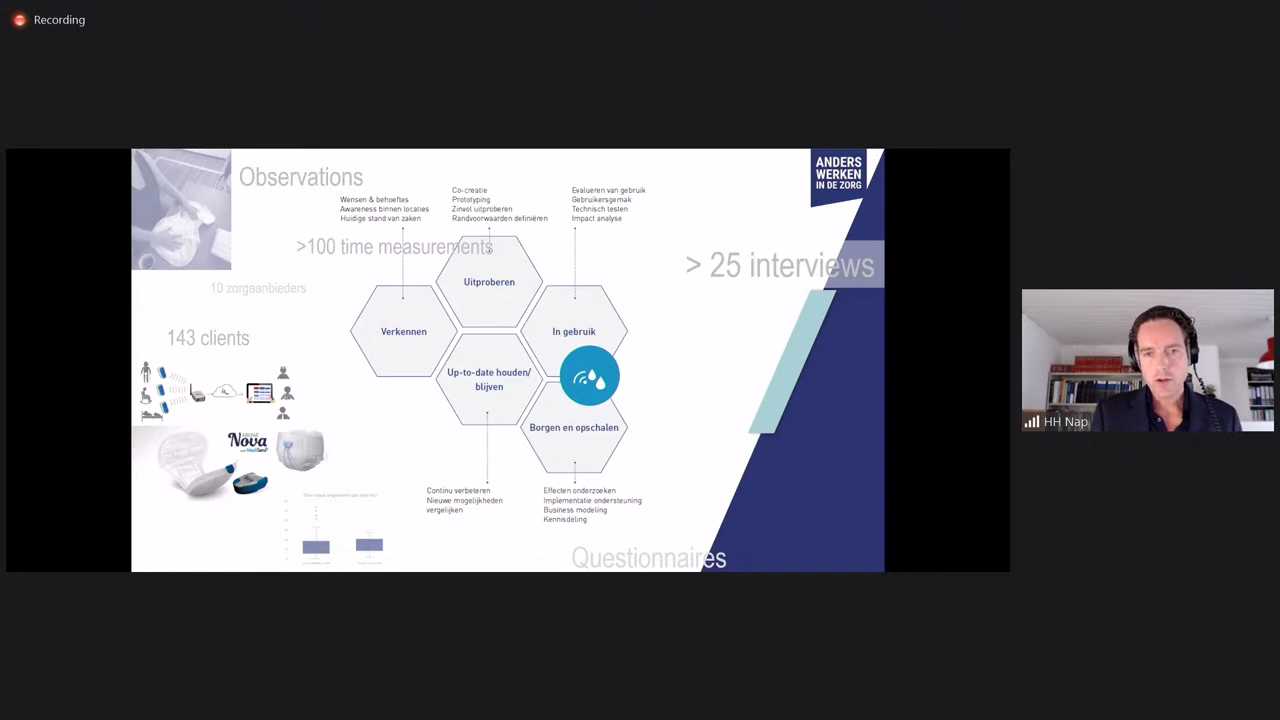 Recording
Observations
Wensen & behoeftes
Awareness binnen locaties
Huidige stand van zaken
Co-creatie
Prototyping
Zinvol uitproberen
Randvoorwaarden definiëren
Evalueren van gebruik
Gebruikersgemak
Technisch testen
Impact analyse
ANDERS
WERKEN
IN DE ZORG
>100 time measurements
> 25 interviews
10 zorgaanbieders
143 clients
Uitproberen
Verkennen
In gebruik
Up-to-date houden/
blijven
Borgen en opschalen
HH Nap
Nova
Continu verbeteren
Nieuwe mogelijkheden
vergelijken
Effecten onderzoeken
Implementatie ondersteuning
Business modeling
Kennisdeling
Questionnaires